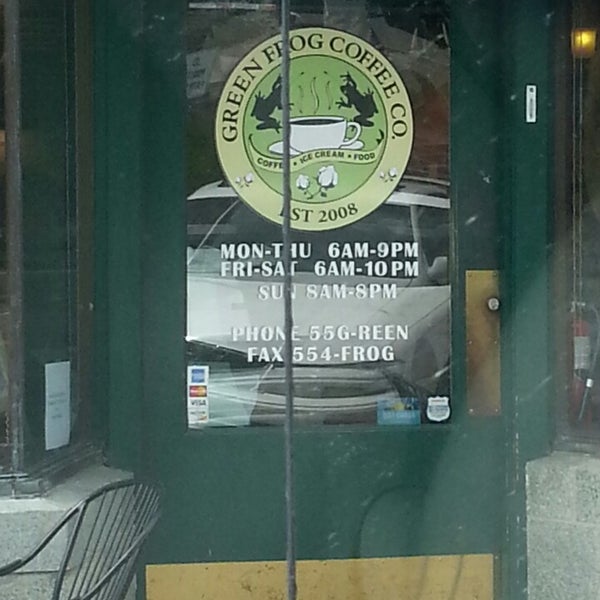 GREEN FROG COFFEE CO.
COFFEE • ICE CREAM • FOOD
EST 2008
MON-THU 6AM-9PM
FRI-SAT 6AM-10PM
SUN 8AM-8PM
PHONE 55G-REEN
FAX 554-FROG
VISA